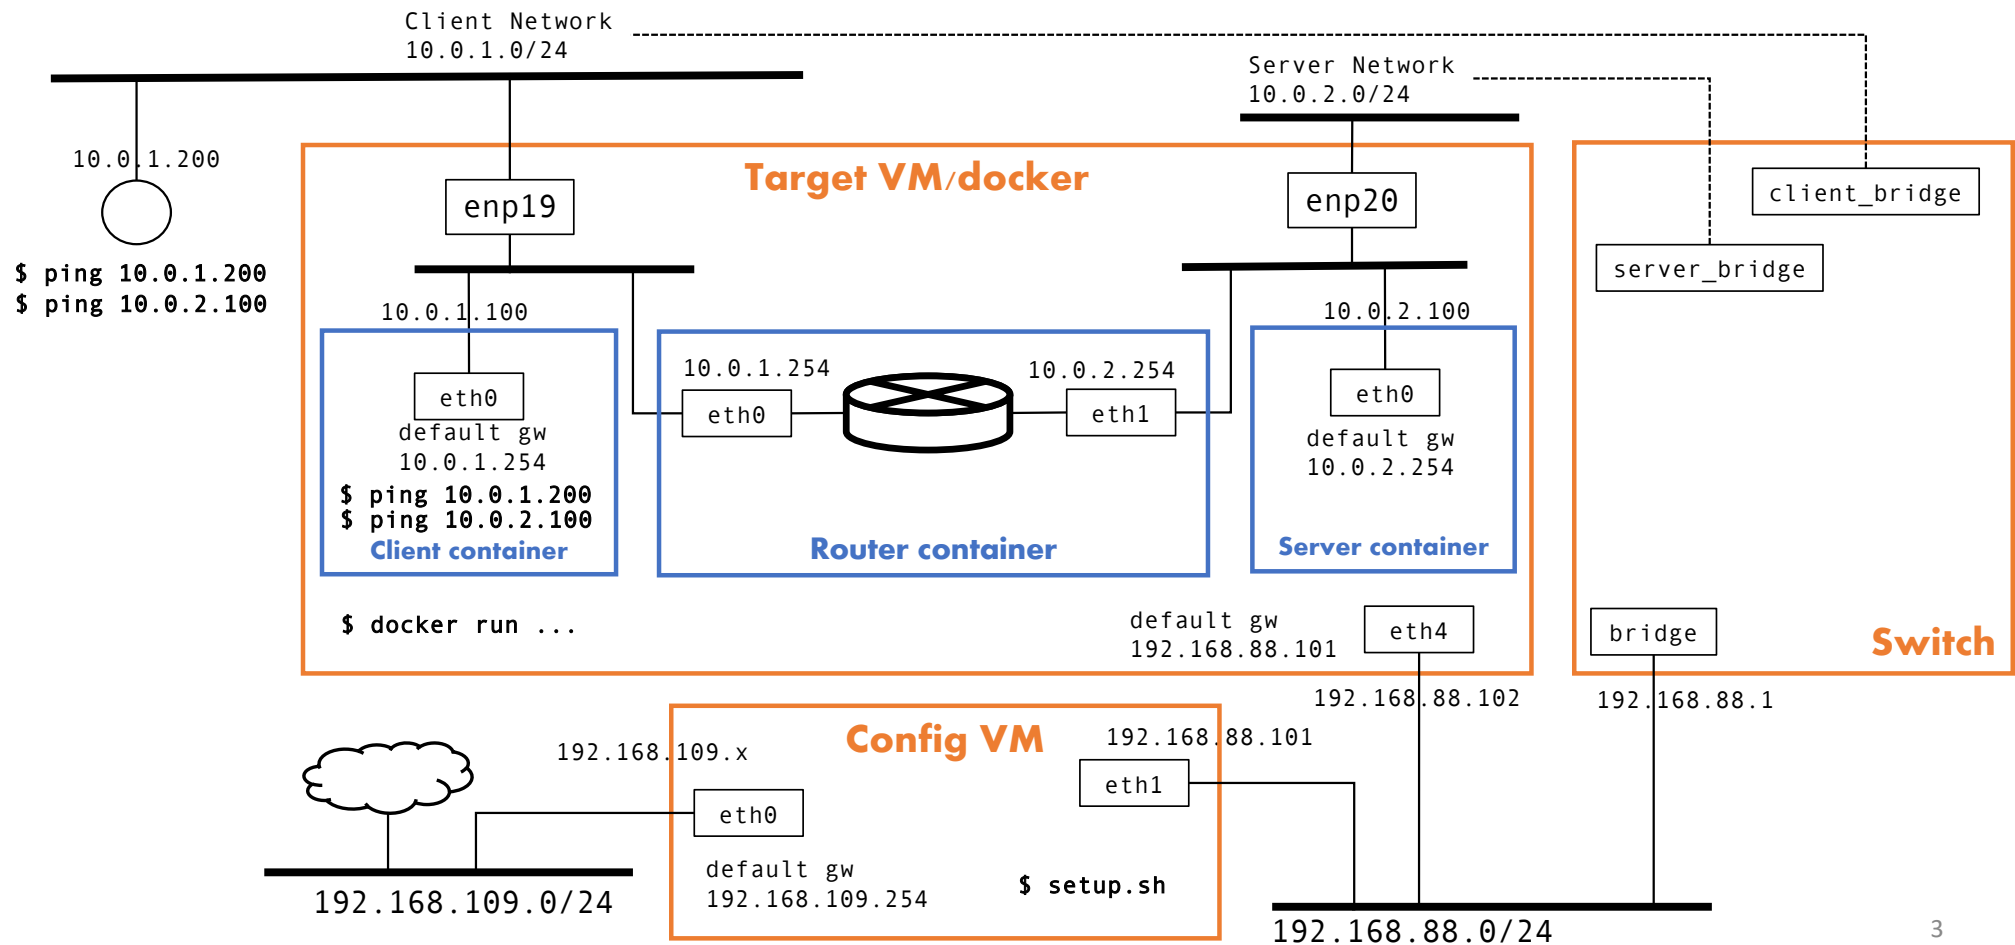 Client Network
10.0.1.0/24
Server Network
10.0.2.0/24
10.0.1.200
$ ping 10.0.1.200
$ ping 10.0.2.100
Target VM/docker
enp19
enp20
10.0.1.100
eth0
default gw
10.0.1.254
$ ping 10.0.1.200
$ ping 10.0.2.100
Client container
10.0.1.254
eth0
10.0.2.254
eth1
Router container
10.0.2.100
eth0
default gw
10.0.2.254
Server container
$ docker run ...
default gw
192.168.88.101
eth4
192.168.88.102
client_bridge
server_bridge
bridge
Switch
192.168.88.1
Config VM
192.168.109.x
eth0
default gw
192.168.109.254
192.168.88.101
eth1
$ setup.sh
192.168.109.0/24
192.168.88.0/24
3